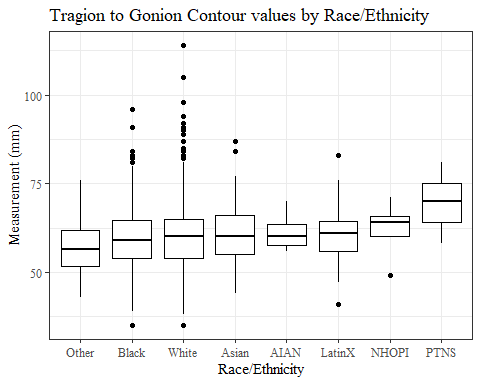 Tragion to Gonion Contour values by Race/Ethnicity
Measurement (mm)
100
75
50
Other Black White Asian AIAN LatinX NHOPI PTNS
Race/Ethnicity